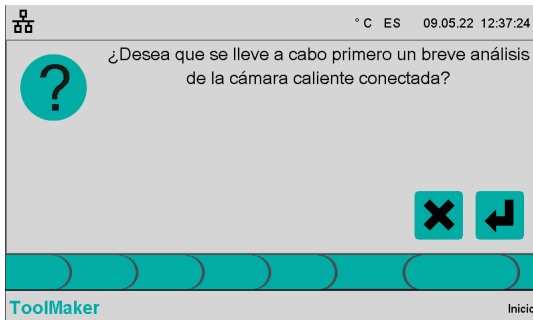 ° C ES 09.05.22 12:37:24
¿Desea que se lleve a cabo primero un breve análisis
de la cámara caliente conectada?
ToolMaker Inicio